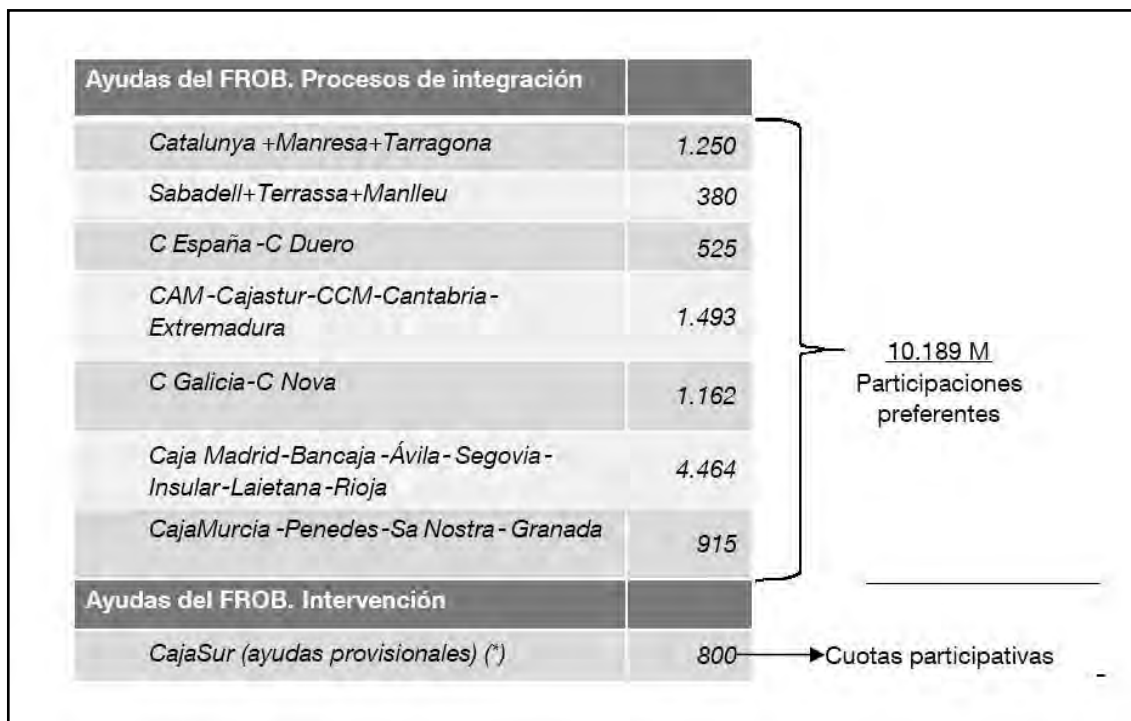 Ayudas del FROB. Procesos de integración
Catalunya +Manresa+Tarragona 1.250
Sabadell+Terrassa+Manlleu 380
C España -C Duero 525
CAM -Cajastur-CCM-Cantabria-
Extremadura 1.493
C Galicia-C Nova 1.162
Caja Madrid-Bancaja -Ávila- Segovia-
Insular-Laietana-Rioja 4.464
CajaMurcia -Penedes-Sa Nostra - Granada 915
10.189 M
Participaciones
preferentes
Ayudas del FROB. Intervención
CajaSur (ayudas provisionales) (*) 800 Cuotas participativas